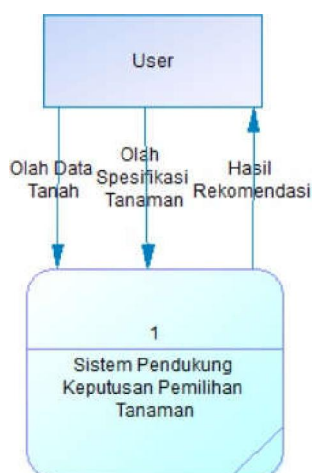 User
Olah Data
Tanah
Olah
Spesifikasi
Tanaman
Hasil
Rekomendasi
1
Sistem Pendukung
Keputusan Pemilihan
Tanaman